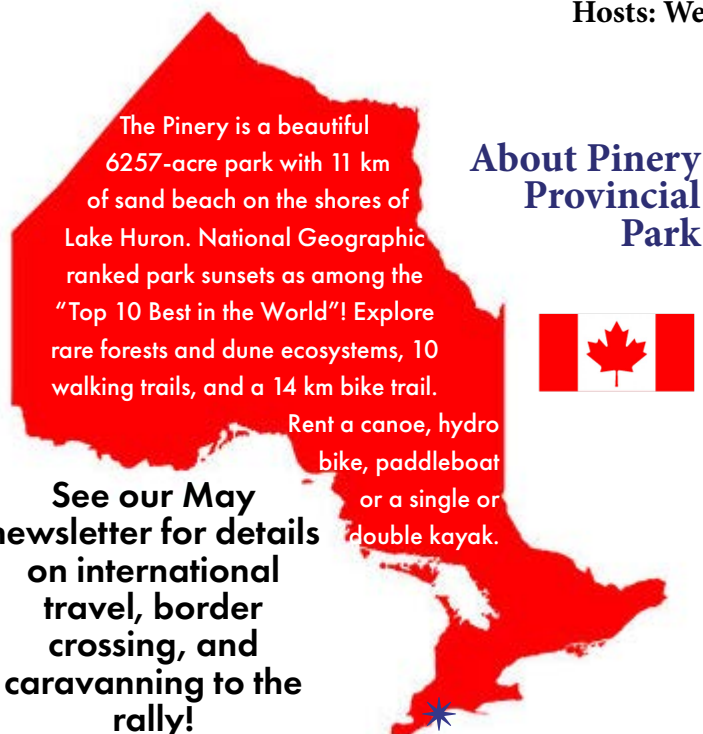 Hosts: We
The Pinery is a beautiful
6257-acre park with 11 km
of sand beach on the shores of
Lake Huron. National Geographic
ranked park sunsets as among the
“Top 10 Best in the World”! Explore
rare forests and dune ecosystems, 10
walking trails, and a 14 km bike trail.
Rent a canoe, hydro
bike, paddleboat
or a single or
double kayak.
About Pinery
Provincial
Park
See our May
newsletter for details
on international
travel, border
crossing, and
caravanning to the
rally!